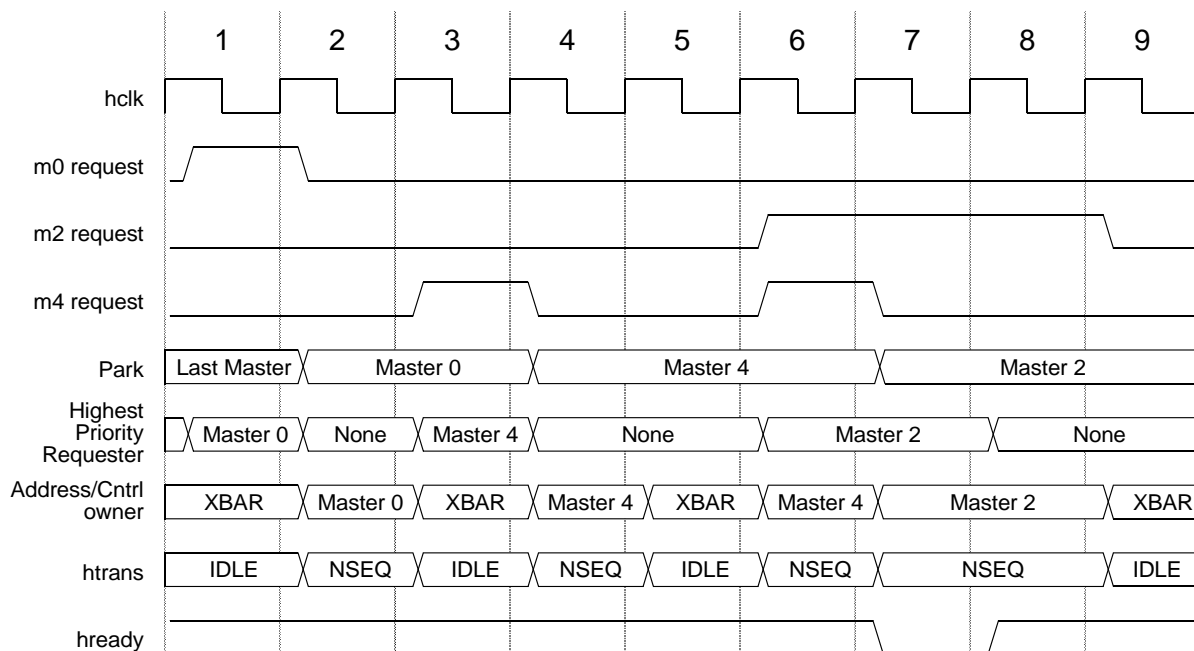 1 2 3 4 5 6 7 8 9
hclk
m0 request
m2 request
m4 request
Park Last Master Master 0 Master 4 Master 2
Highest
Priority
Requester
Master 0 None Master 4 None Master 2 None
Address/Cntrl
owner
XBAR Master 0 XBAR Master 4 XBAR Master 4 Master 2 XBAR
htrans IDLE NSEQ IDLE NSEQ IDLE NSEQ NSEQ IDLE
hready